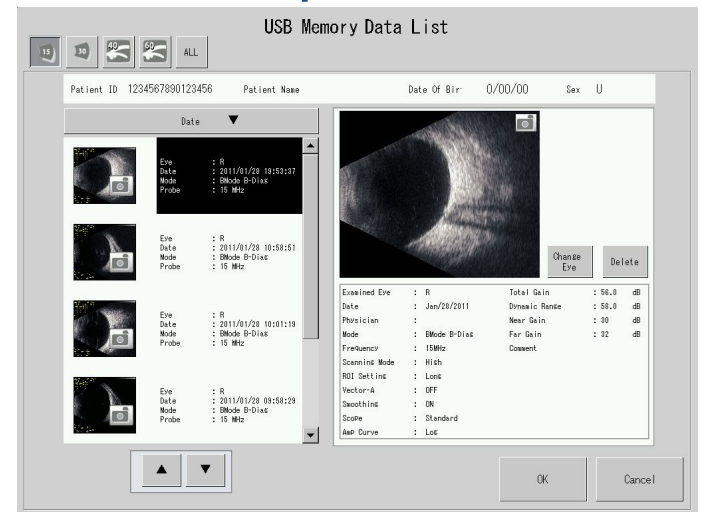 USB Memory Data List
15 30 40 60 ALL
Patient ID 1234567890123456 Patient Name Date Of Bir 0/00/00 Sex U
Date ▼
Eye : R
Date : 2011/01/28 19:53:37
Mode : BMode B-Diag
Probe : 15 MHz
Eye : R
Date : 2011/01/28 10:58:51
Mode : BMode B-Diag
Probe : 15 MHz
Eye : R
Date : 2011/01/28 10:01:19
Mode : BMode B-Diag
Probe : 15 MHz
Eye : R
Date : 2011/01/28 09:58:29
Mode : BMode B-Diag
Probe : 15 MHz
Change
Eye
Delete
Examined Eye : R Total Gain : 56.0 dB
Date : Jan/28/2011 Dynamic Range : 58.0 dB
Physician : Near Gain : 30 dB
Mode : BMode B-Diag Far Gain : 32 dB
Frequency : 15MHz Comment
Scanning Mode : High
ROI Setting : Long
Vector-A : OFF
Smoothing : ON
Scope : Standard
Amp Curve : Log
▲ ▼
OK Cancel